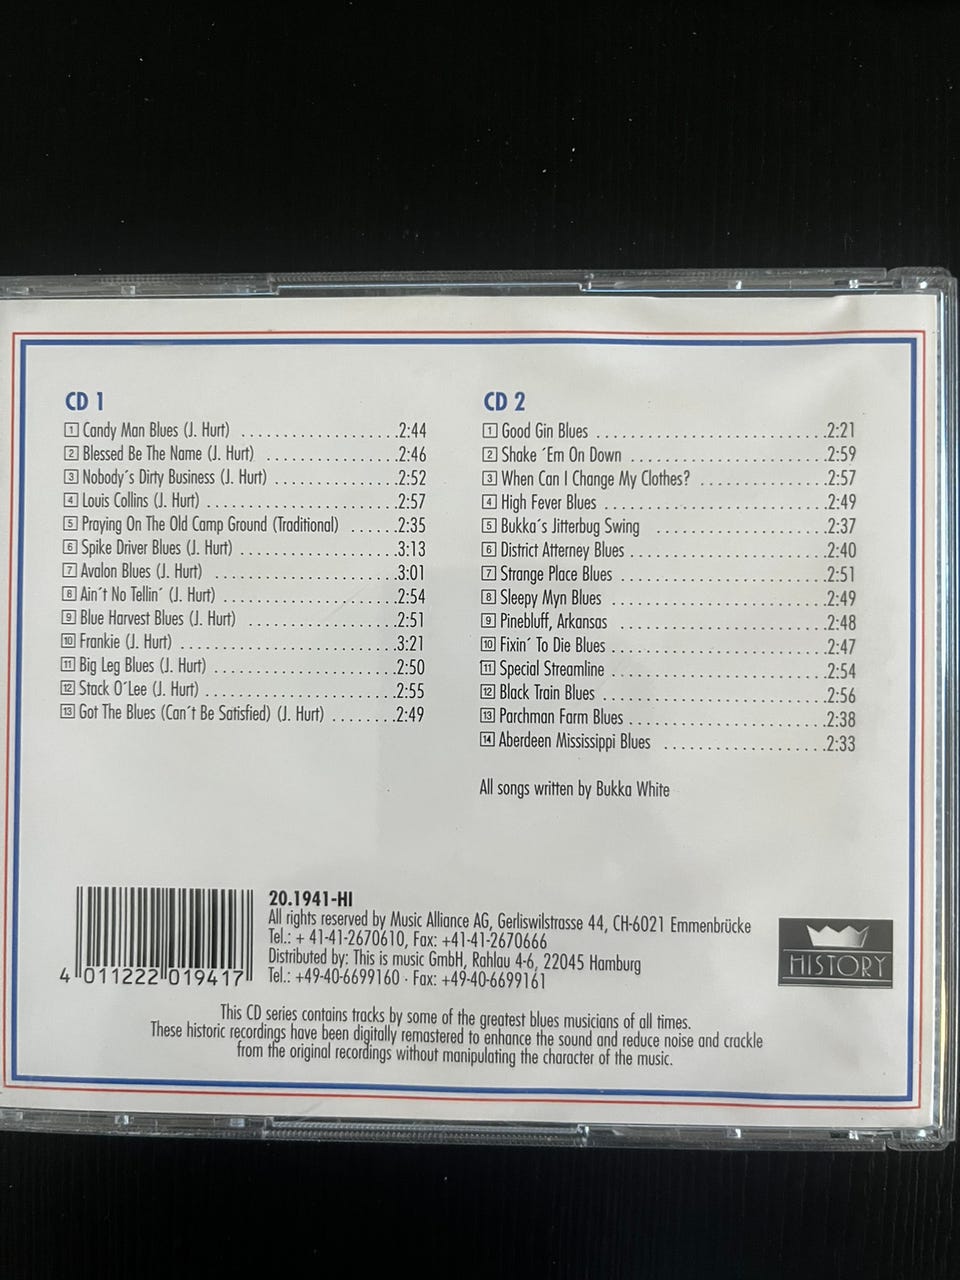 CD 1
1 Candy Man Blues (J. Hurt) ..................2:44
2 Blessed Be The Name (J. Hurt) ...............2:46
3 Nobody´s Dirty Business (J. Hurt) ..............2:52
4 Louis Collins (J. Hurt) ......................2:57
5 Praying On The Old Camp Ground (Traditional) ......2:35
6 Spike Driver Blues (J. Hurt) ..................3:13
7 Avalon Blues (J. Hurt) .....................3:01
8 Ain´t No Tellin´ (J. Hurt) ....................2:54
9 Blue Harvest Blues (J. Hurt) .................2:51
10 Frankie (J. Hurt) .........................3:21
11 Big Leg Blues (J. Hurt) .....................2:50
12 Stack O´Lee (J. Hurt) ......................2:55
13 Got The Blues (Can´t Be Satisfied) (J. Hurt) ........2:49
CD 2
1 Good Gin Blues ..........................2:21
2 Shake ´Em On Down ......................2:59
3 When Can I Change My Clothes? ..............2:57
4 High Fever Blues .........................2:49
5 Bukka´s Jitterbug Swing ....................2:37
6 District Atterney Blues ......................2:40
7 Strange Place Blues ........................2:51
8 Sleepy Myn Blues ........................2:49
9 Pinebluff, Arkansas .......................2:48
10 Fixin´ To Die Blues ........................2:47
11 Special Streamline ........................2:54
12 Black Train Blues .........................2:56
13 Parchman Farm Blues ......................2:38
14 Aberdeen Mississippi Blues ..................2:33
All songs written by Bukka White
4 011222 019417
20.1941-HI
All rights reserved by Music Alliance AG, Gerliswilstrasse 44, CH-6021 Emmenbrücke
Tel.: + 41-41-2670610, Fax: +41-41-2670666
Distributed by: This is music GmbH, Rahlau 4-6, 22045 Hamburg
Tel.: +49-40-6699160 · Fax: +49-40-6699161
HISTORY
This CD series contains tracks by some of the greatest blues musicians of all times.
These historic recordings have been digitally remastered to enhance the sound and reduce noise and crackle
from the original recordings without manipulating the character of the music.